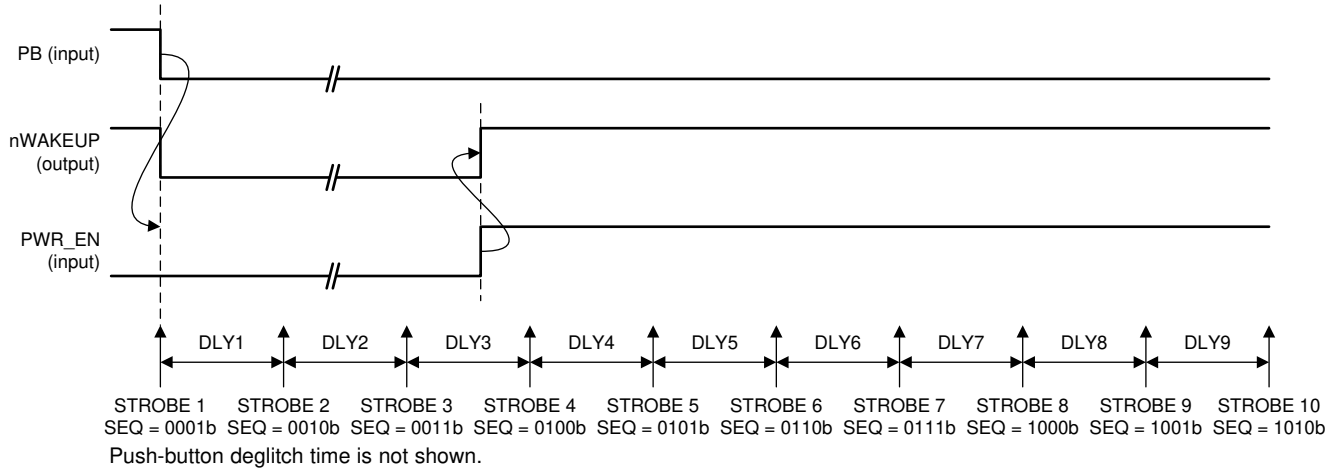 PB (input)
nWAKEUP
(output)
PWR_EN
(input)
DLY1 DLY2 DLY3 DLY4 DLY5 DLY6 DLY7 DLY8 DLY9
STROBE 1 STROBE 2 STROBE 3 STROBE 4 STROBE 5 STROBE 6 STROBE 7 STROBE 8 STROBE 9 STROBE 10
SEQ = 0001b SEQ = 0010b SEQ = 0011b SEQ = 0100b SEQ = 0101b SEQ = 0110b SEQ = 0111b SEQ = 1000b SEQ = 1001b SEQ = 1010b
Push-button deglitch time is not shown.